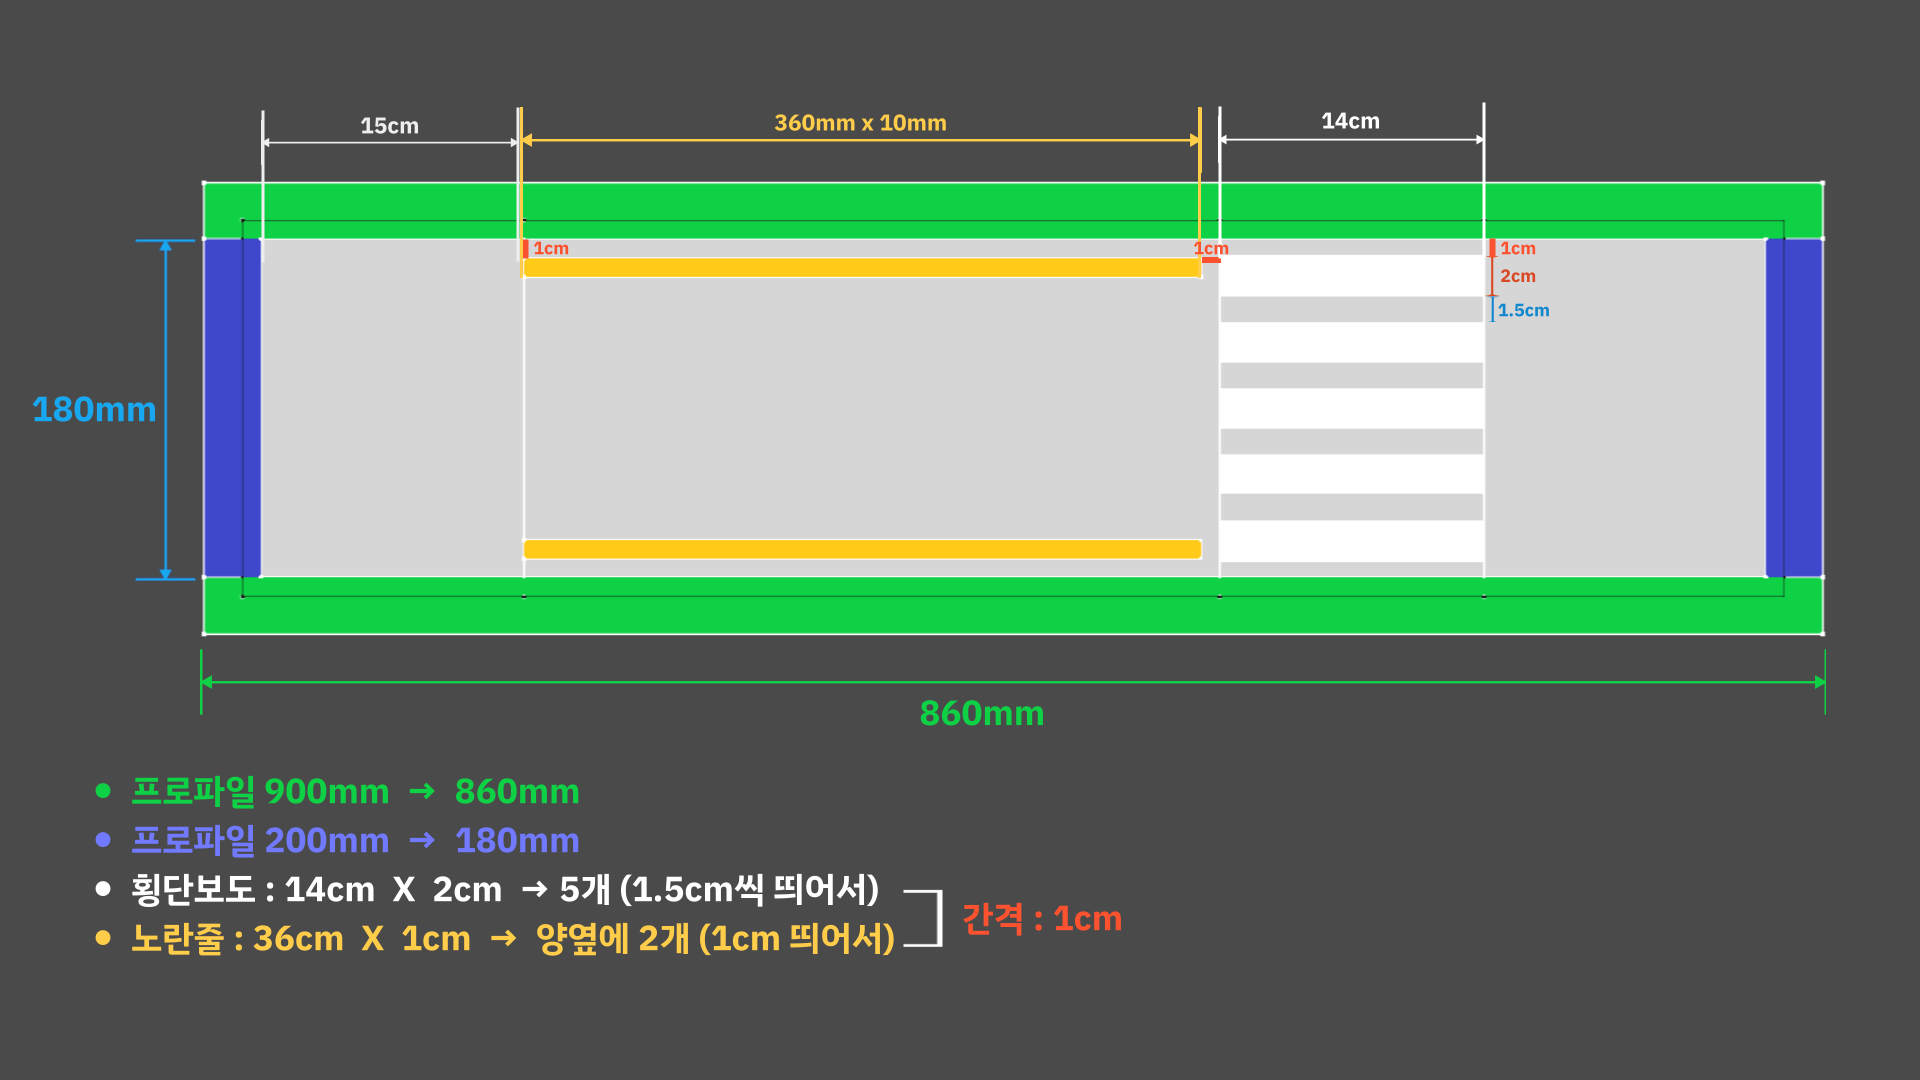 15cm
360mm x 10mm
14cm
1cm
1cm
1cm
2cm
1.5cm
180mm
860mm
• 프로파일 900mm → 860mm
• 프로파일 200mm → 180mm
• 횡단보도 : 14cm X 2cm → 5개 (1.5cm씩 띄어서)
• 노란줄 : 36cm X 1cm → 양옆에 2개 (1cm 띄어서)
간격 : 1cm